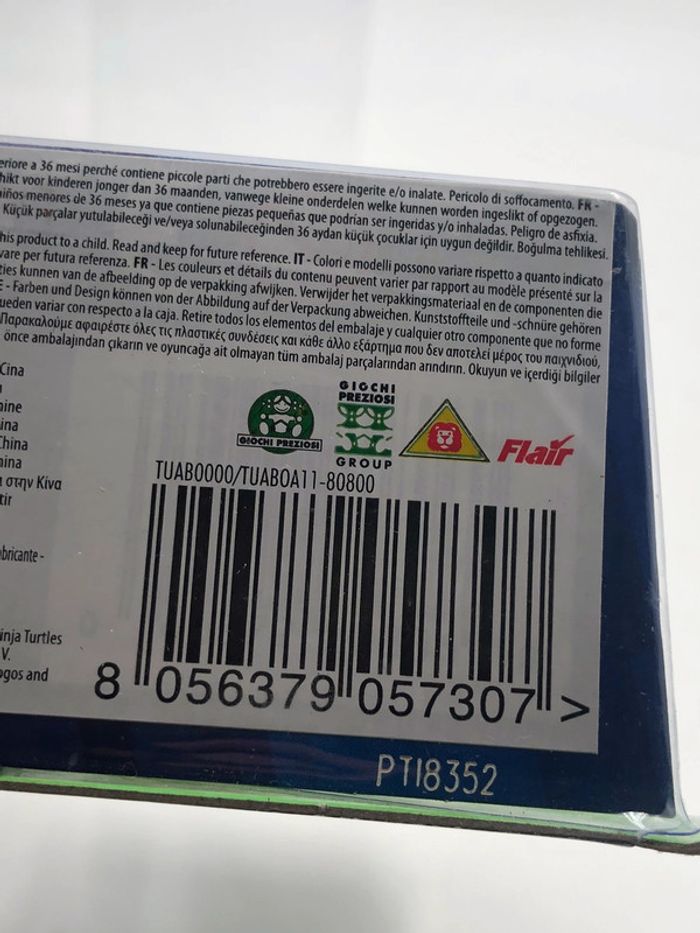 eriore a 36 mesi perché contiene piccole parti che potrebbero essere ingerite e/o inalate. Pericolo di soffocamento. FR -
hikt voor kinderen jonger dan 36 maanden, vanwege kleine onderdelen welke kunnen worden ingeslikt of opgezogen.
iños menores de 36 meses ya que contiene piezas pequeñas que podrían ser ingeridas y/o inhaladas. Peligro de asfixia.
Küçük parçalar yutulabileceği ve/veya solunabileceğinden 36 aydan küçük çocuklar için uygun değildir. Boğulma tehlikesi.
his product to a child. Read and keep for future reference. IT - Colori e modelli possono variare rispetto a quanto indicato
vare per futura referenza. FR - Les couleurs et détails du contenu peuvent varier par rapport au modèle présenté sur la
ties kunnen van de afbeelding op de verpakking afwijken. Verwijder het verpakkingsmateriaal en de componenten die
E - Farben und Design können von der Abbildung auf der Verpackung abweichen. Kunststoffteile und -schnüre gehören
ueden variar con respecto a la caja. Retire todos los elementos del embalaje y cualquier otro componente que no forme
Παρακαλούμε αφαιρέστε όλες τις πλαστικές συνδέσεις και κάθε άλλο εξάρτημα που δεν αποτελεί μέρος του παιχνιδιού,
önce ambalajından çıkarın ve oyuncağa ait olmayan tüm ambalaj parçalarından arındırın. Okuyun ve içerdiği bilgiler
Cina
nine
ina
China
hina
στην Κίνα
tir
abricante -
inja Turtles
V.
ogos and
GIOCHI PREZIOSI
GIOCHI
PREZIOSI
GROUP
Flair
TUAB0000/TUAB0A11-80800
8 056379 057307 >
PT18352